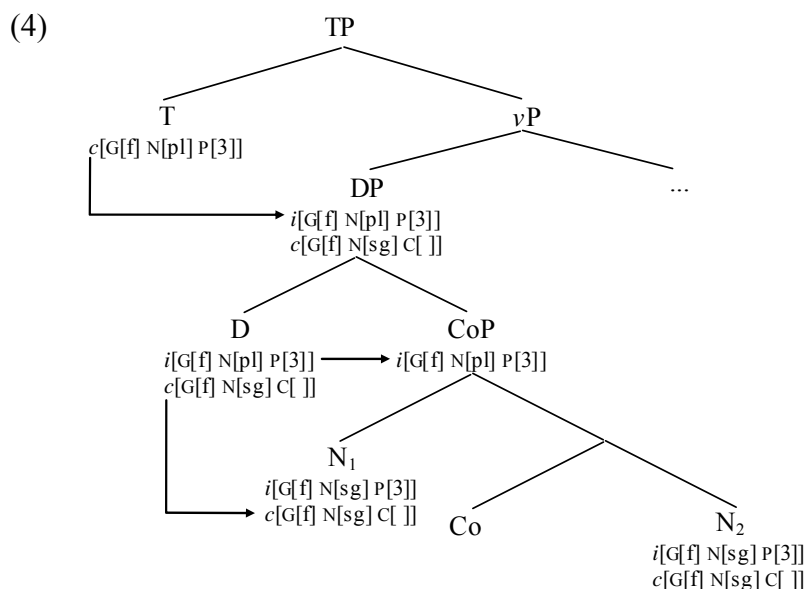 (4)
TP
T
vP
c[G[f] N[pl] P[3]]
DP
...
i[G[f] N[pl] P[3]]
c[G[f] N[sg] C[ ]]
D
CoP
i[G[f] N[pl] P[3]]
i[G[f] N[pl] P[3]]
c[G[f] N[sg] C[ ]]
N₁
i[G[f] N[sg] P[3]]
c[G[f] N[sg] C[ ]]
Co
N₂
i[G[f] N[sg] P[3]]
c[G[f] N[sg] C[ ]]